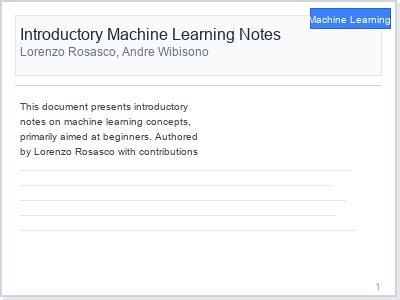 Machine Learning
Introductory Machine Learning Notes
Lorenzo Rosasco, Andre Wibisono
This document presents introductory
notes on machine learning concepts,
primarily aimed at beginners. Authored
by Lorenzo Rosasco with contributions
1